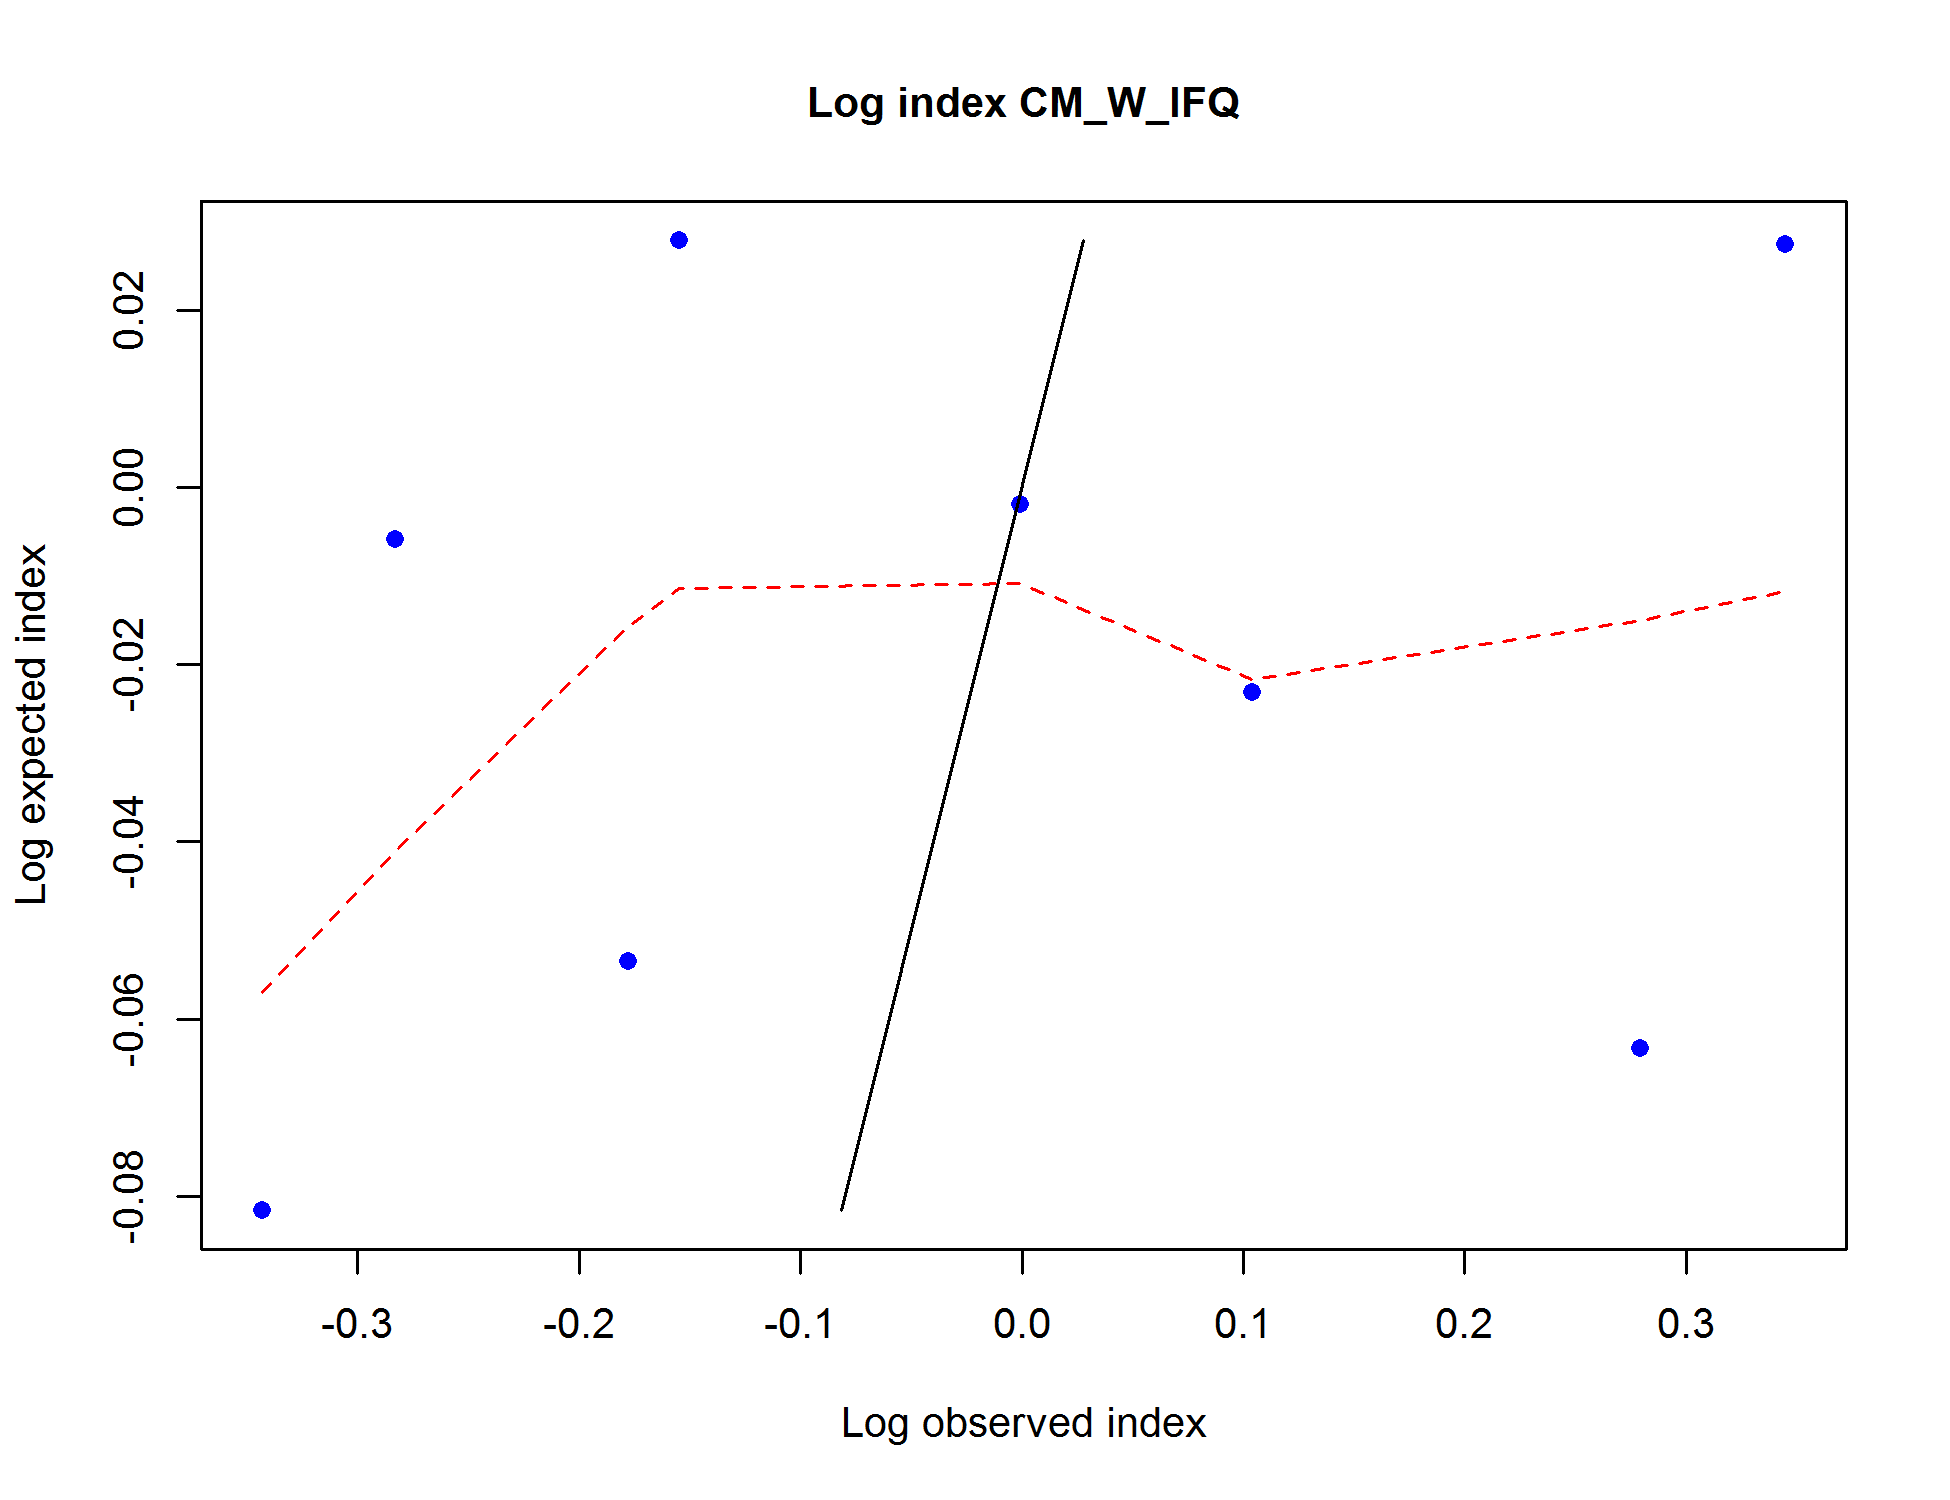 Log index CM_W_IFQ
Log expected index
0.02
0.00
-0.02
-0.04
-0.06
-0.08
-0.3 -0.2 -0.1 0.0 0.1 0.2 0.3
Log observed index